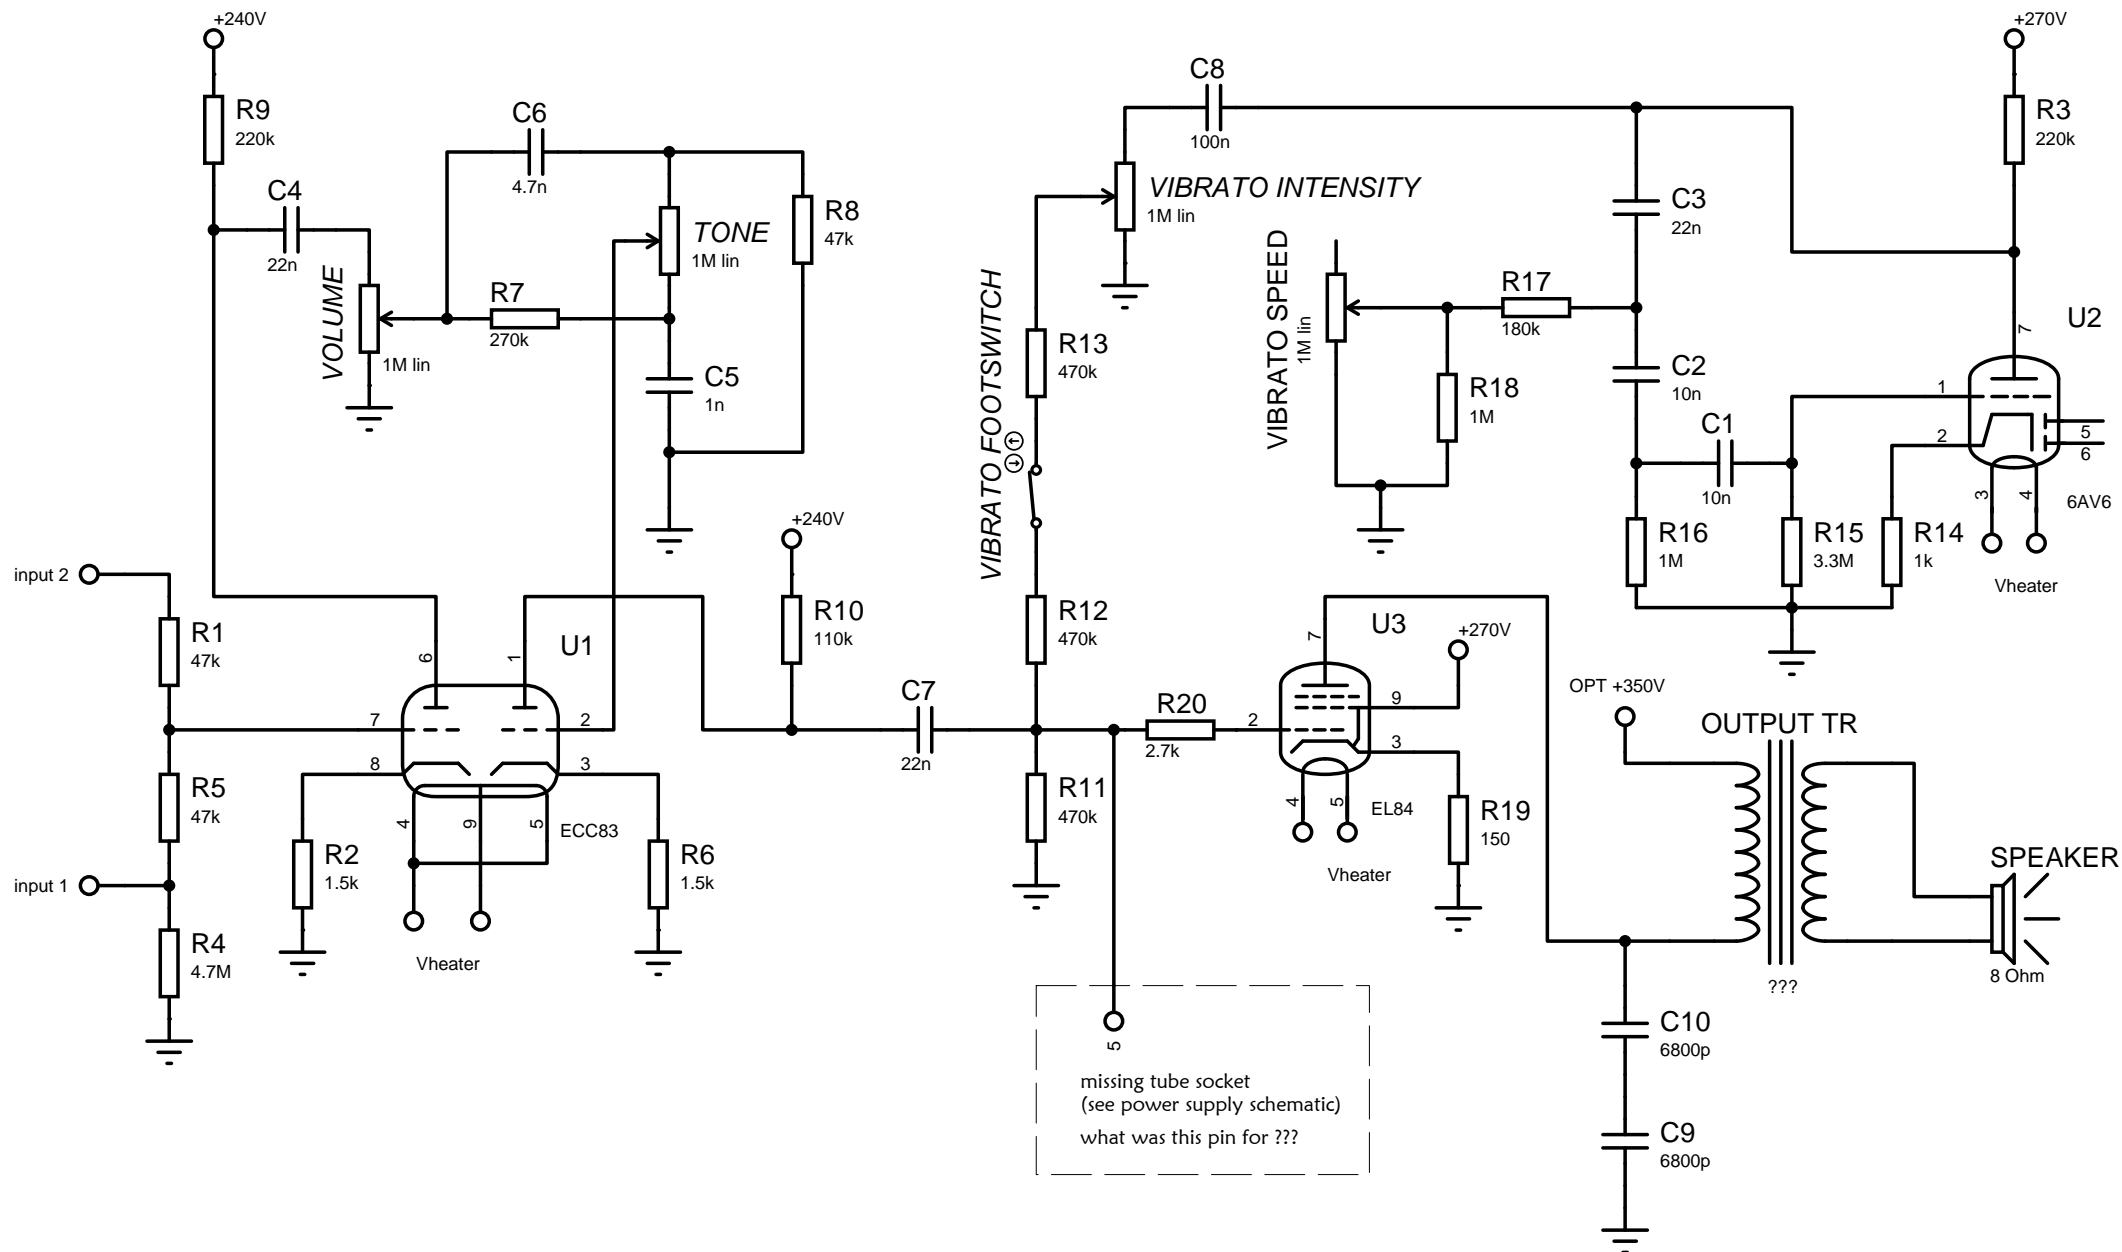 +240V
R9
220k
C4
22n
VOLUME
1M lin
C6
4.7n
R7
270k
TONE
1M lin
R8
47k
C5
1n
input 2
R1
47k
R5
47k
input 1
R4
4.7M
6
1
U1
7
2
8
3
4
9
5
ECC83
R2
1.5k
R6
1.5k
Vheater
+240V
R10
110k
C7
22n
C8
100n
VIBRATO INTENSITY
1M lin
R13
470k
VIBRATO FOOTSWITCH
R12
470k
R11
470k
VIBRATO SPEED
1M lin
R17
180k
R18
1M
C3
22n
C2
10n
C1
10n
R16
1M
R15
3.3M
R14
1k
+270V
R3
220k
7
U2
1
2
5
6
3
4
6AV6
Vheater
R20
2.7k
7
U3
+270V
2
9
3
4
5
EL84
R19
150
Vheater
OPT +350V
OUTPUT TR
???
SPEAKER
8 Ohm
C10
6800p
C9
6800p
5
missing tube socket
(see power supply schematic)
what was this pin for ???